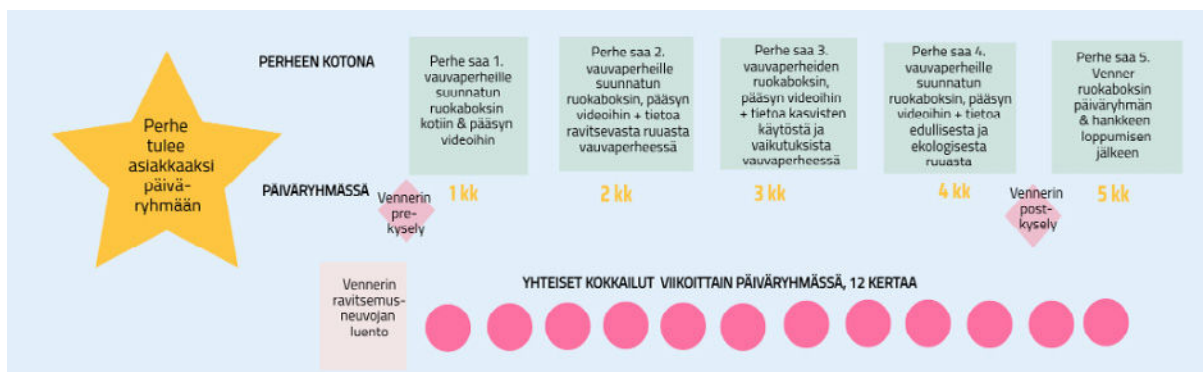 Perhe
tulee
asiakkaaksi
päivä-
ryhmään
PERHEEN KOTONA
Perhe saa 1.
vauvaperheille
suunnatun
ruokaboksin
kotiin & pääsyn
videoihin
Perhe saa 2.
vauvaperheille
suunnatun
ruokaboksin, pääsyn
videoihin + tietoa
ravitsevasta ruuasta
vauvaperheessä
Perhe saa 3.
vauvaperheiden
ruokaboksin,
pääsyn videoihin
+ tietoa kasvisten
käytöstä ja
vaikutuksista
vauvaperheessä
Perhe saa 4.
vauvaperheille
suunnatun
ruokaboksin, pääsyn
videoihin + tietoa
edullisesta ja
ekologisesta
ruuasta
Perhe saa 5.
Venner
ruokaboksin
päiväryhmän
& hankkeen
loppumisen
jälkeen
PÄIVÄRYHMÄSSÄ
Vennerin
pre-
kysely
1 kk
2 kk
3 kk
4 kk
Vennerin
post-
kysely
5 kk
Vennerin
ravitsemus-
neuvojan
luento
YHTEISET KOKKAILUT VIIKOITTAIN PÄIVÄRYHMÄSSÄ, 12 KERTAA